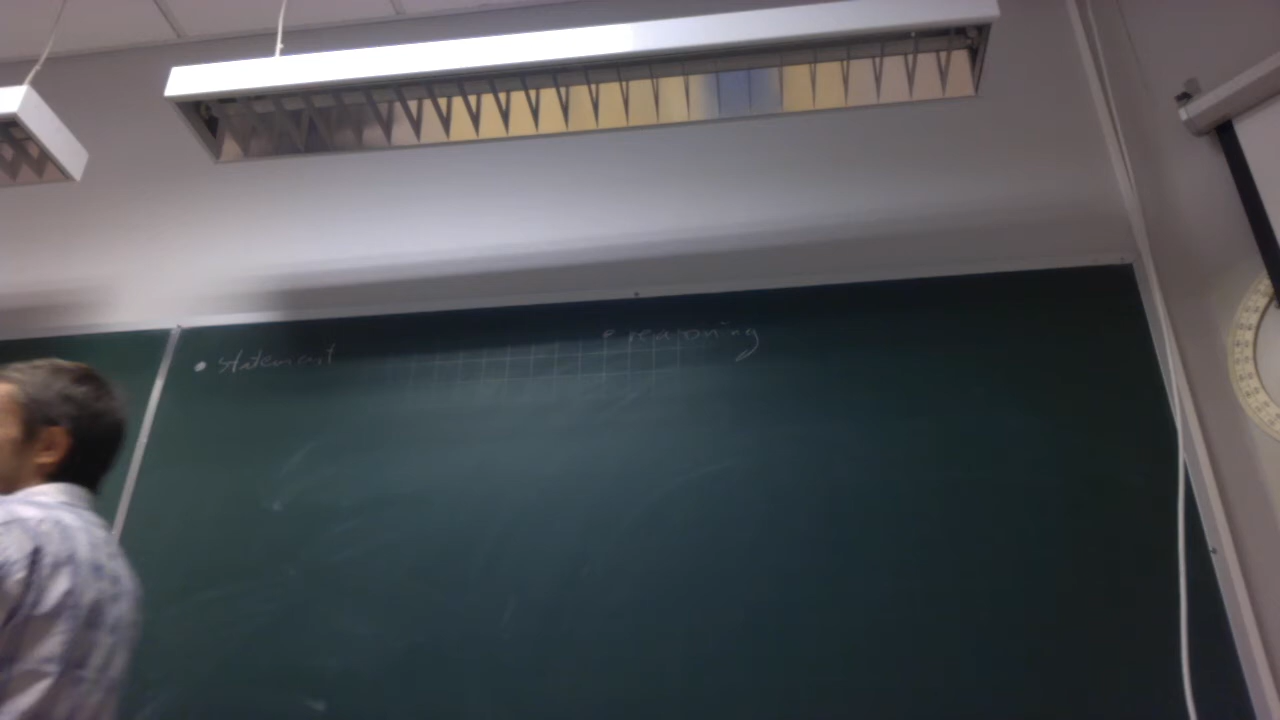 • statement
• reasoning